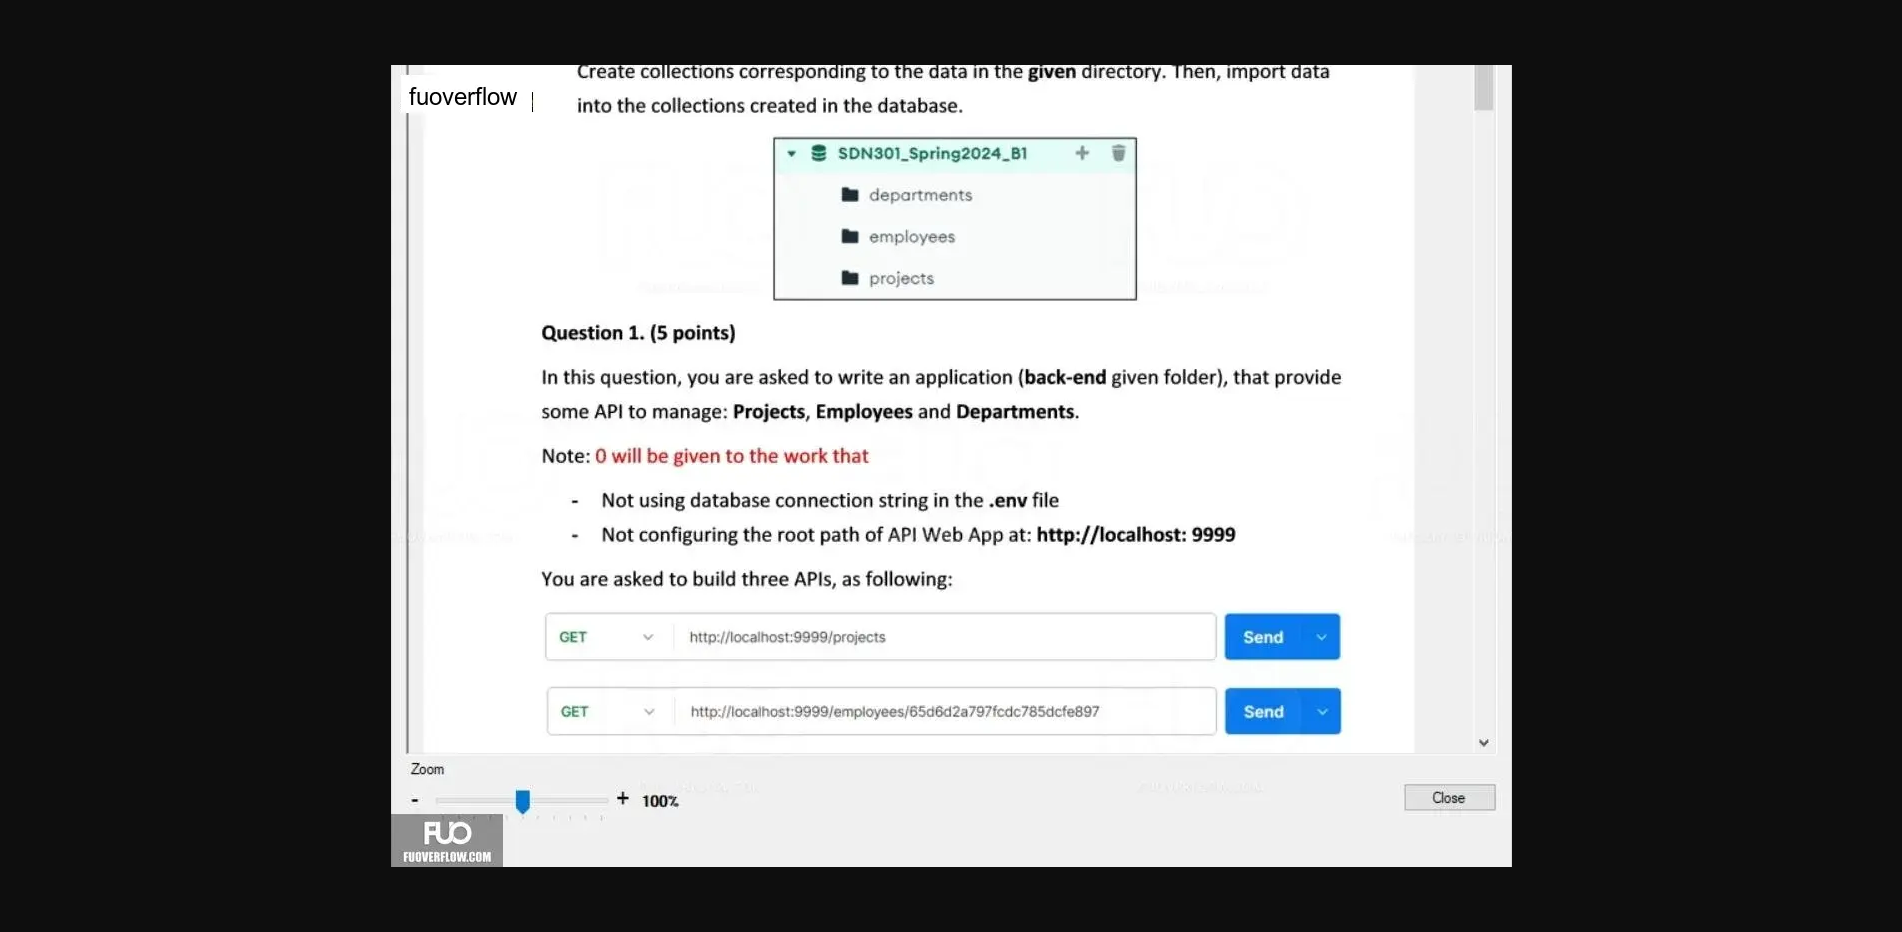 Create collections corresponding to the data in the given directory. Then, import data
fuoverflow
into the collections created in the database.
SDN301_Spring2024_B1
departments
employees
projects
Question 1. (5 points)
In this question, you are asked to write an application (back-end given folder), that provide
some API to manage: Projects, Employees and Departments.
Note: 0 will be given to the work that
- Not using database connection string in the .env file
- Not configuring the root path of API Web App at: http://localhost: 9999
You are asked to build three APIs, as following:
GET http://localhost:9999/projects Send
GET http://localhost:9999/employees/65d6d2a797fcdc785dcfe897 Send
Zoom
- + 100%
Close
FUO
FUOVERFLOW.COM